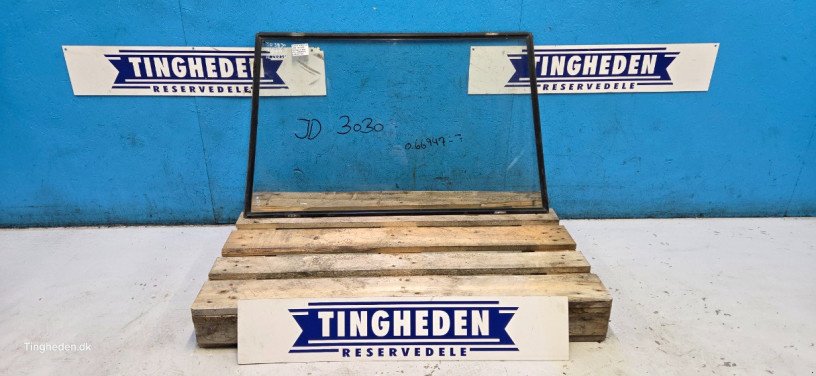 TINGHEDEN
RESERVEDELE
TINGHEDEN
RESERVEDELE
JD 3030
TINGHEDEN
RESERVEDELE
Tingheden.dk